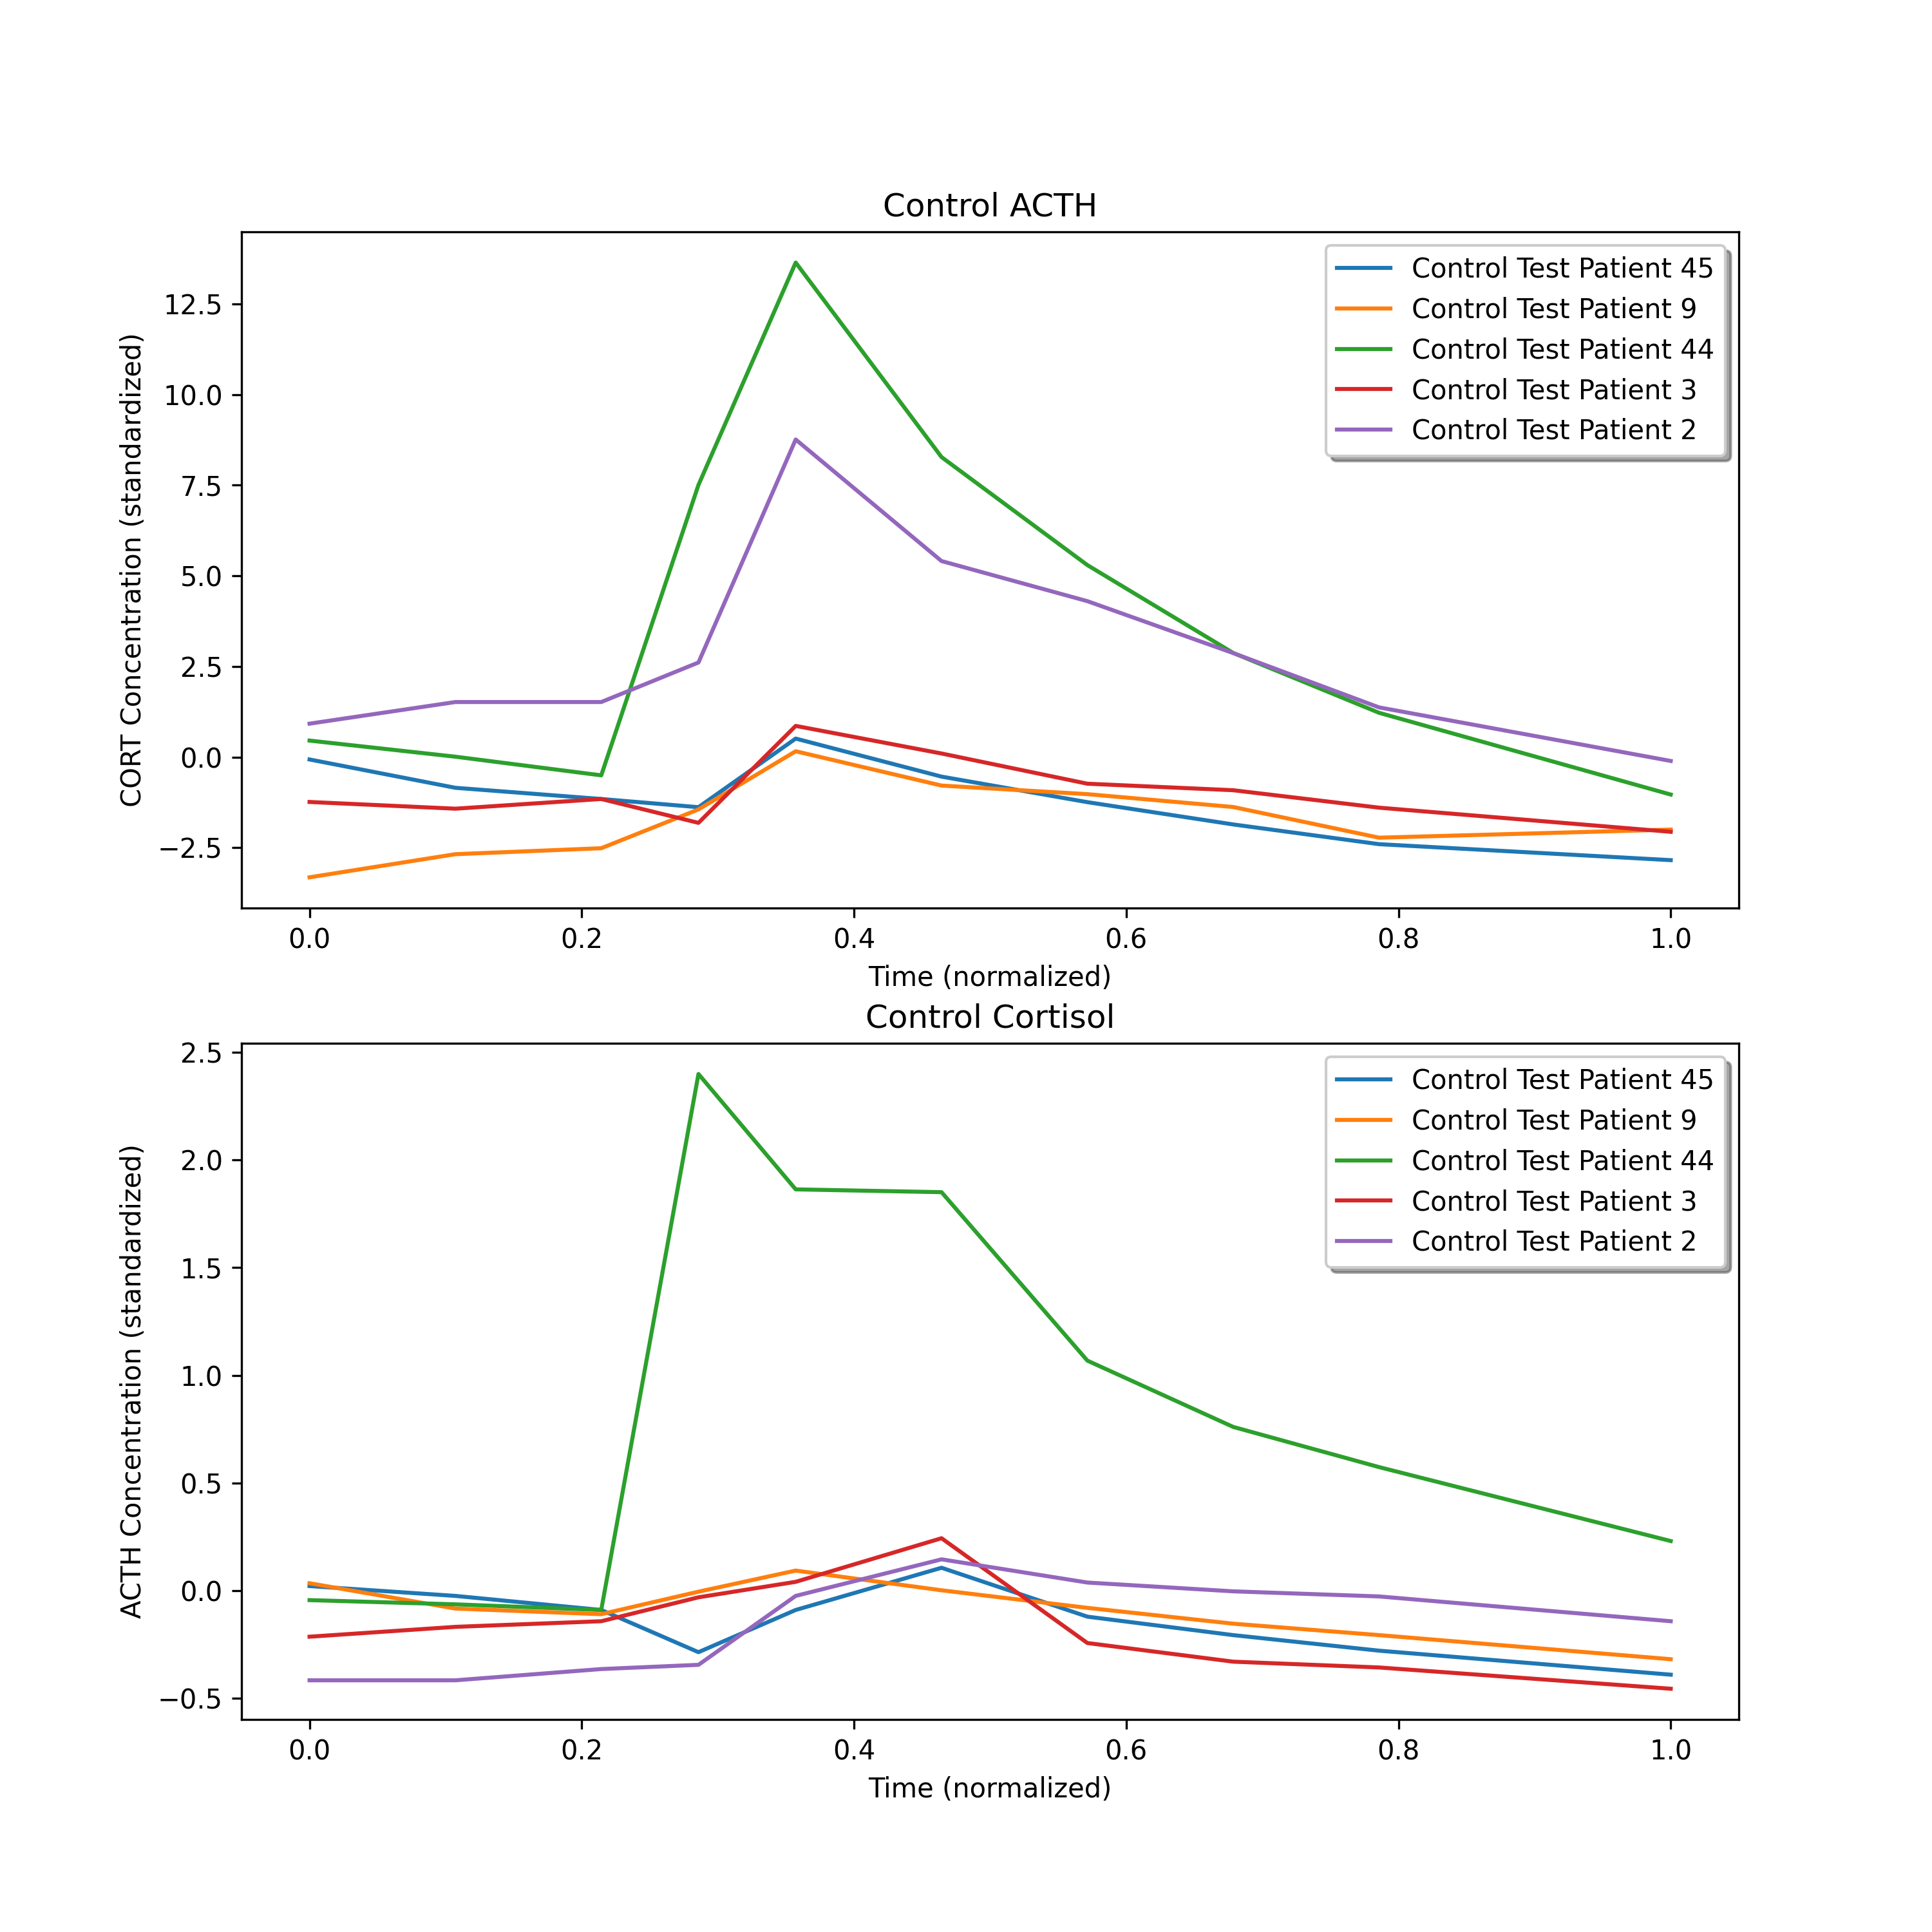 Control ACTH
CORT Concentration (standardized)
12.5
10.0
7.5
5.0
2.5
0.0
−2.5
Control Test Patient 45
Control Test Patient 9
Control Test Patient 44
Control Test Patient 3
Control Test Patient 2
0.0 0.2 0.4 0.6 0.8 1.0
Time (normalized)
Control Cortisol
ACTH Concentration (standardized)
2.5
2.0
1.5
1.0
0.5
0.0
−0.5
Control Test Patient 45
Control Test Patient 9
Control Test Patient 44
Control Test Patient 3
Control Test Patient 2
0.0 0.2 0.4 0.6 0.8 1.0
Time (normalized)